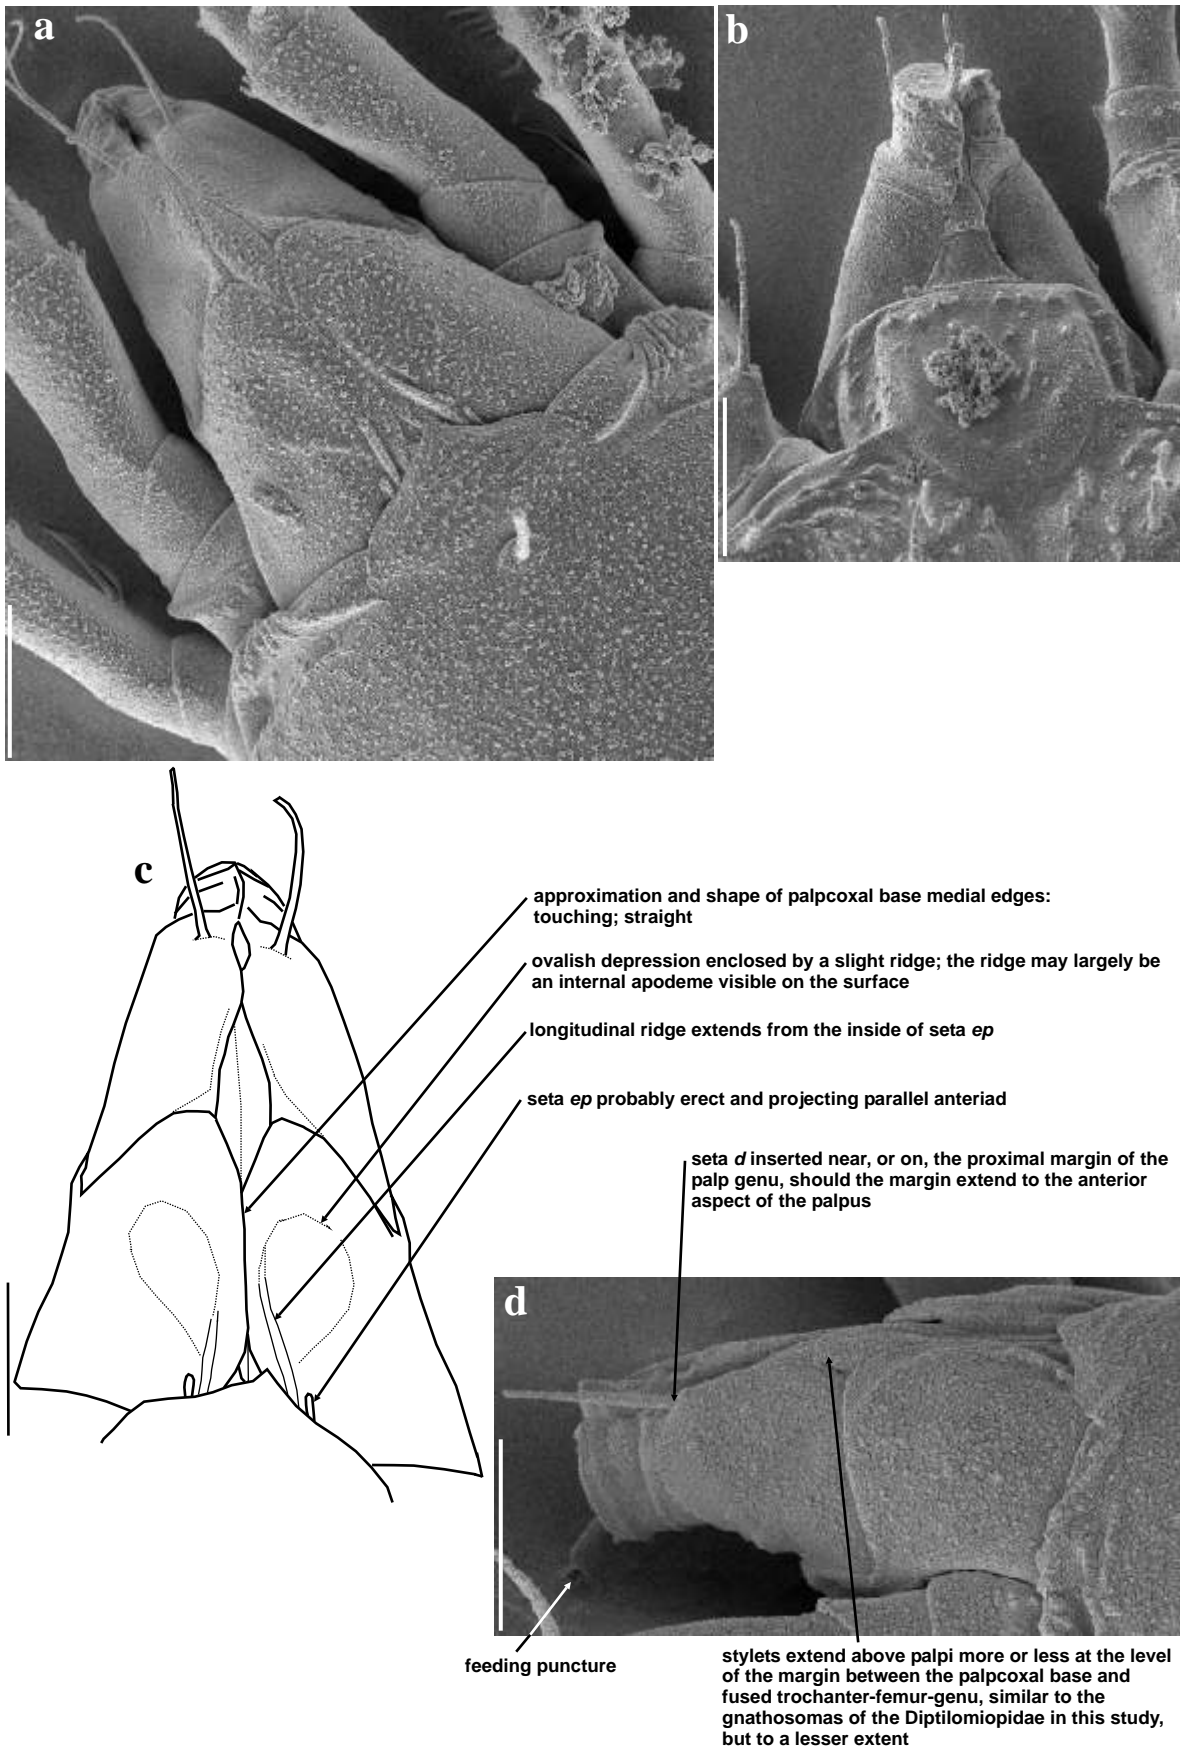 a
b
c
approximation and shape of palpcoxal base medial edges:
touching; straight
ovalish depression enclosed by a slight ridge; the ridge may largely be
an internal apodeme visible on the surface
longitudinal ridge extends from the inside of seta ep
seta ep probably erect and projecting parallel anteriad
seta d inserted near, or on, the proximal margin of the
palp genu, should the margin extend to the anterior
aspect of the palpus
d
feeding puncture
stylets extend above palpi more or less at the level
of the margin between the palpcoxal base and
fused trochanter-femur-genu, similar to the
gnathosomas of the Diptilomiopidae in this study,
but to a lesser extent